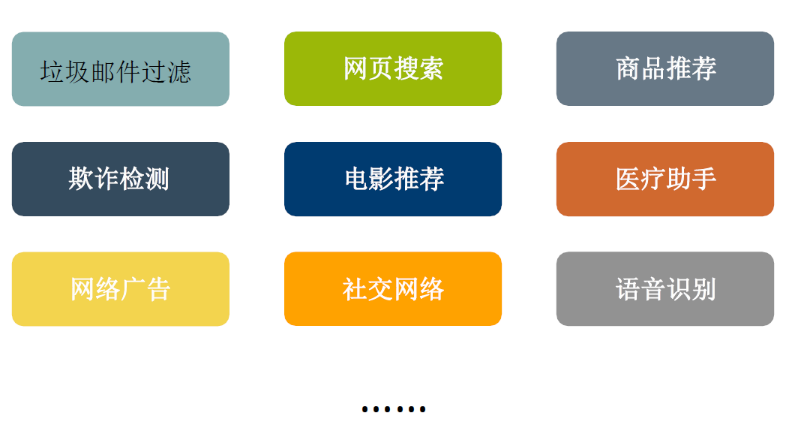 垃圾邮件过滤
网页搜索
商品推荐
欺诈检测
电影推荐
医疗助手
网络广告
社交网络
语音识别
……